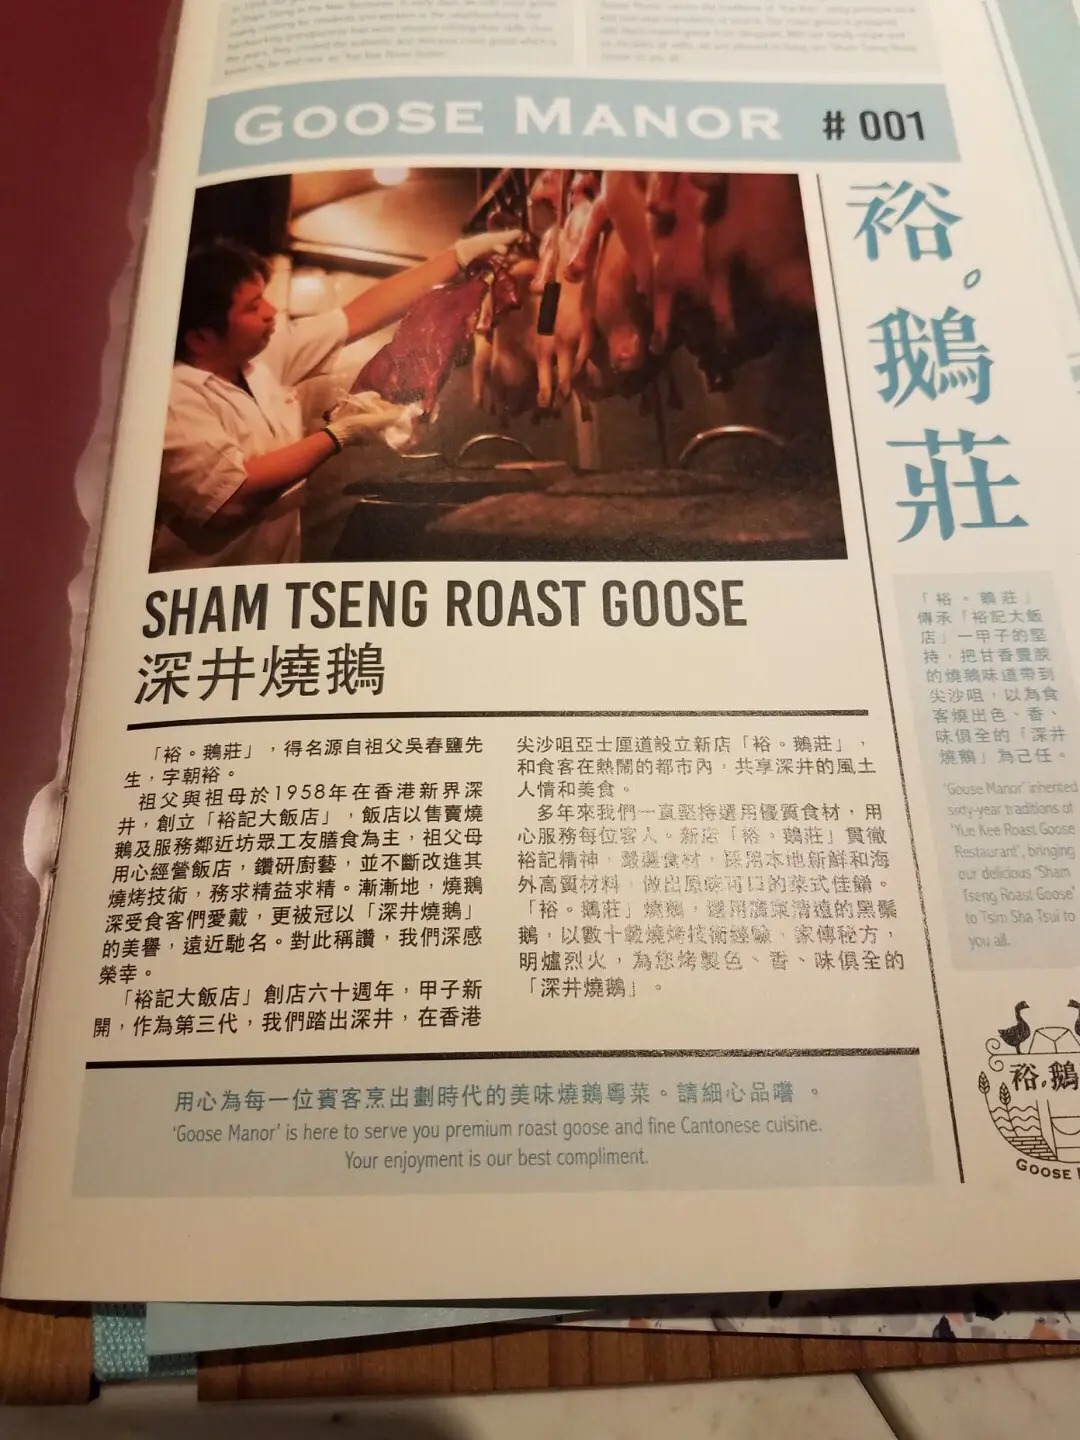 GOOSE MANOR # 001
裕。鵝莊
SHAM TSENG ROAST GOOSE
深井燒鵝
「裕。鵝莊」，得名源自祖父吳春鹽先
生，字朝裕。
祖父與祖母於1958年在香港新界深
井，創立「裕記大飯店」，飯店以售賣燒
鵝及服務鄰近坊眾工友膳食為主，祖父母
用心經營飯店，鑽研廚藝，並不斷改進其
燒烤技術，務求精益求精。漸漸地，燒鵝
深受食客們愛戴，更被冠以「深井燒鵝」
的美譽，遠近馳名。對此稱讚，我們深感
榮幸。
「裕記大飯店」創店六十週年，甲子新
開，作為第三代，我們踏出深井，在香港
尖沙咀亞士厘道設立新店「裕。鵝莊」，
和食客在熱鬧的都市內，共享深井的風土
人情和美食。
多年來我們一直堅持選用優質食材，用
心服務每位客人。新店「裕。鵝莊」貫徹
裕記精神，嚴選食材，採用本地新鮮和海
外高質材料，做出原味可口的菜式佳餚。
「裕。鵝莊」燒鵝，選用廣東清遠的黑鬃
鵝，以數十載燒烤技術經驗，家傳秘方，
明爐烈火，為您烤製色、香、味俱全的
「深井燒鵝」。
「裕。鵝莊」
傳承「裕記大飯
店」一甲子的堅
持，把甘香豐腴
的燒鵝味道帶到
尖沙咀，以為食
客燒出色、香、
味俱全的「深井
燒鵝」為己任。
'Gouse Manor' inherited
sixty-year traditions of
'Yue Kee Roast Goose
Restaurant', bringing
our delicious "Sham
Tseng Roast Goose"
to Tsim Sha Tsui to
you all.
裕。鵝
GOOSE
用心為每一位賓客烹出劃時代的美味燒鵝粵菜。請細心品嚐。
'Goose Manor' is here to serve you premium roast goose and fine Cantonese cuisine.
Your enjoyment is our best compliment.